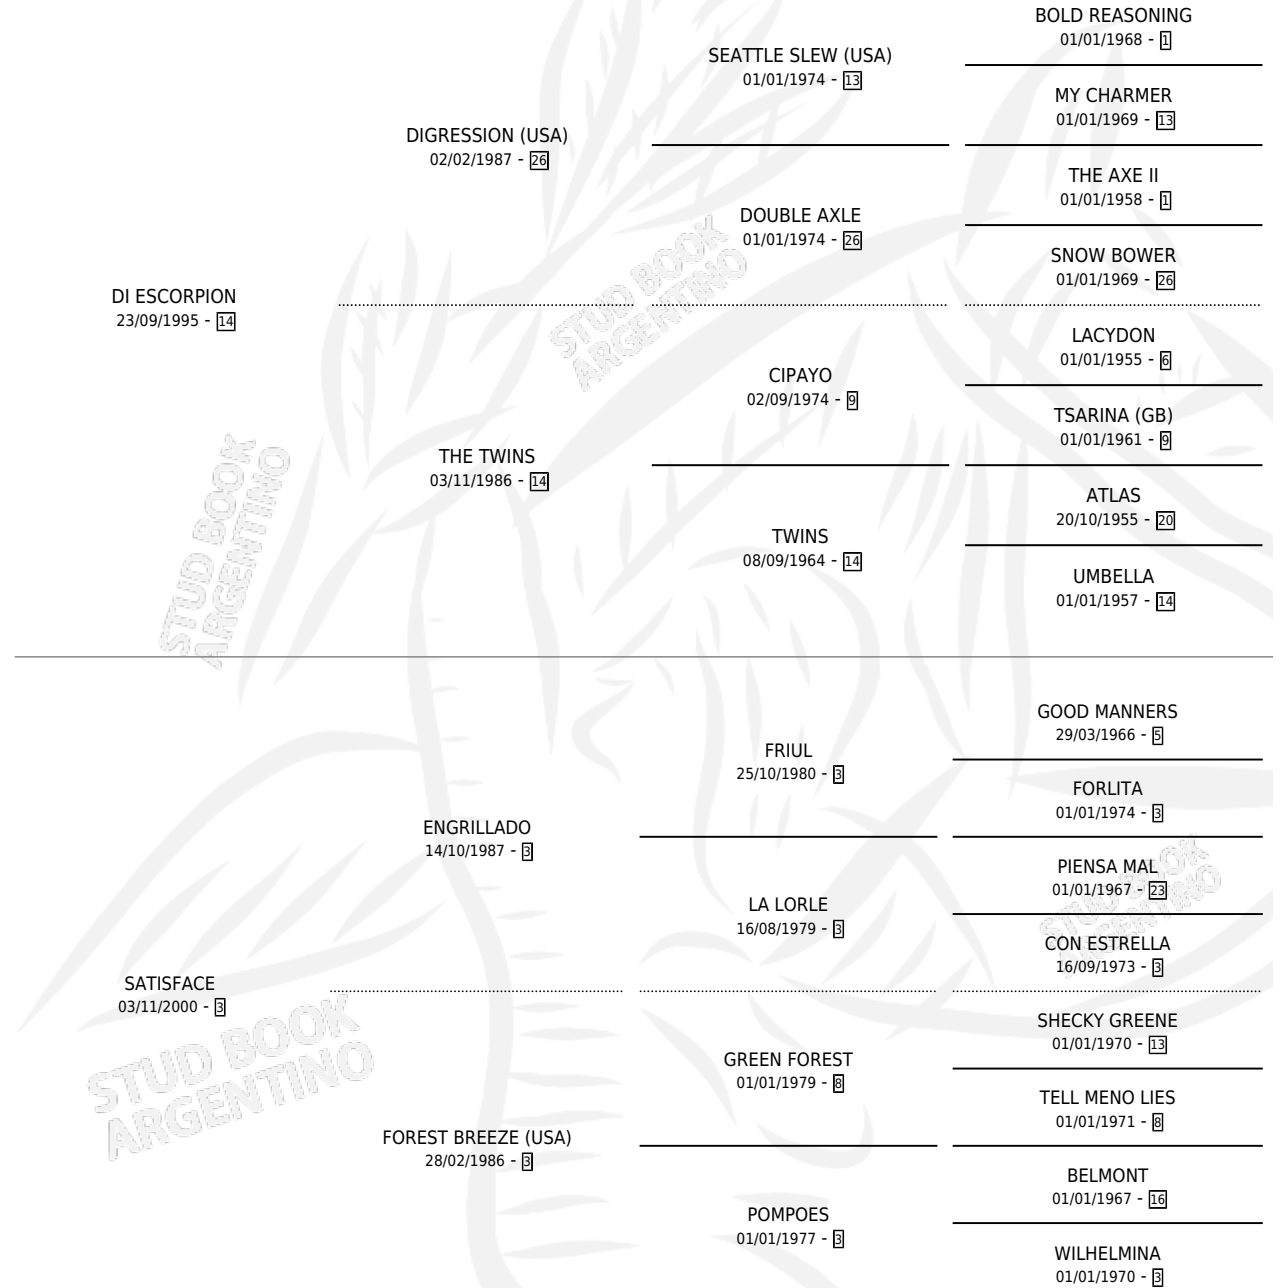 BOLD REASONING
01/01/1968 - 1
SEATTLE SLEW (USA)
01/01/1974 - 13
MY CHARMER
01/01/1969 - 13
DIGRESSION (USA)
02/02/1987 - 26
THE AXE II
01/01/1958 - 1
DOUBLE AXLE
01/01/1974 - 26
SNOW BOWER
01/01/1969 - 26
DI ESCORPION
23/09/1995 - 14
STUD BOOK
ARGENTINO
LACYDON
01/01/1955 - 6
CIPAYO
02/09/1974 - 9
TSARINA (GB)
01/01/1961 - 9
THE TWINS
03/11/1986 - 14
ATLAS
20/10/1955 - 20
TWINS
08/09/1964 - 14
UMBELLA
01/01/1957 - 14
STUD BOOK
ARGENTINO
GOOD MANNERS
29/03/1966 - 5
FRIUL
25/10/1980 - 3
FORLITA
01/01/1974 - 3
ENGRILLADO
14/10/1987 - 3
PIENSA MAL
01/01/1967 - 23
LA LORLE
16/08/1979 - 3
CON ESTRELLA
16/09/1973 - 3
STUD BOOK
ARGENTINO
SATISFACE
03/11/2000 - 3
SHECKY GREENE
01/01/1970 - 13
GREEN FOREST
01/01/1979 - 8
TELL MENO LIES
01/01/1971 - 8
STUD BOOK
ARGENTINO
FOREST BREEZE (USA)
28/02/1986 - 3
BELMONT
01/01/1967 - 16
POMPOES
01/01/1977 - 3
WILHELMINA
01/01/1970 - 3